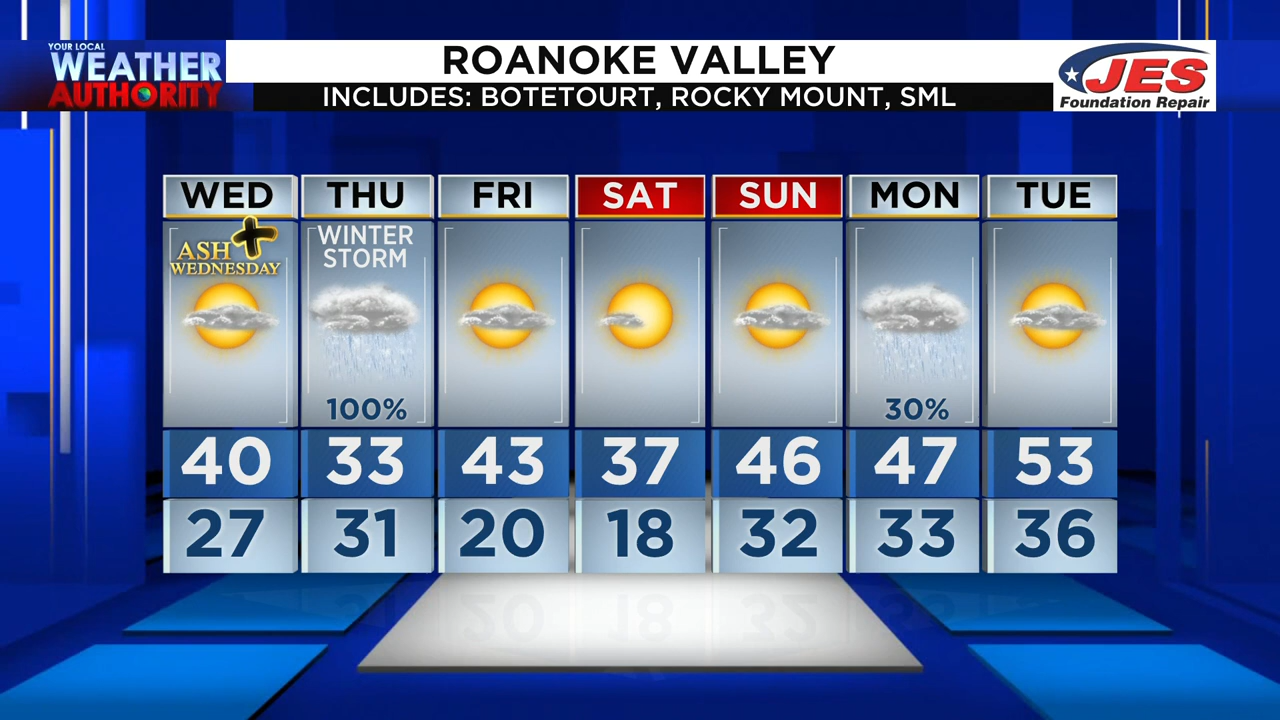 YOUR LOCAL
WEATHER
AUTHORITY
ROANOKE VALLEY
INCLUDES: BOTETOURT, ROCKY MOUNT, SML
JES
Foundation Repair
WED THU FRI SAT SUN MON TUE
ASH
WEDNESDAY
WINTER
STORM
100% 30%
40 33 43 37 46 47 53
27 31 20 18 32 33 36